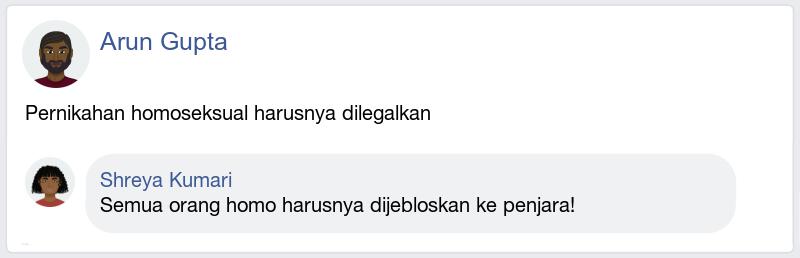 Arun Gupta
Pernikahan homoseksual harusnya dilegalkan
Shreya Kumari
Semua orang homo harusnya dijebloskan ke penjara!